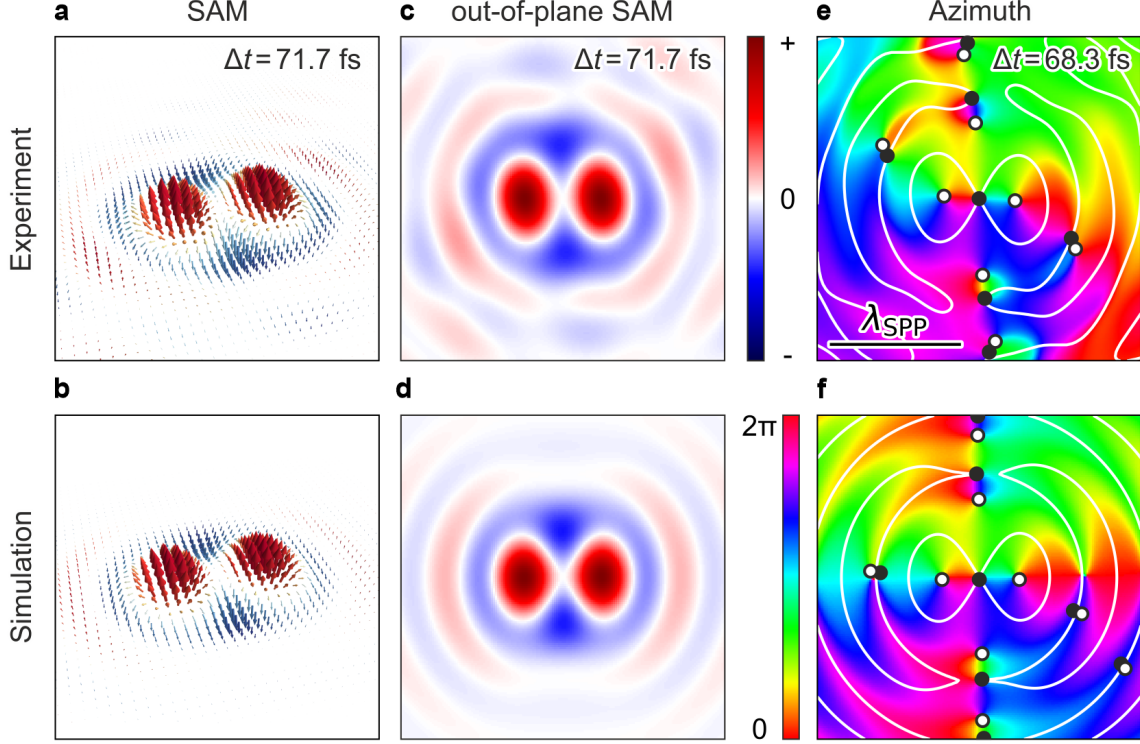 a SAM
c out-of-plane SAM
e Azimuth
Experiment
Δt = 71.7 fs
Δt = 71.7 fs
+
0
-
Δt = 68.3 fs
λSPP
b
d
f
Simulation
2π
0